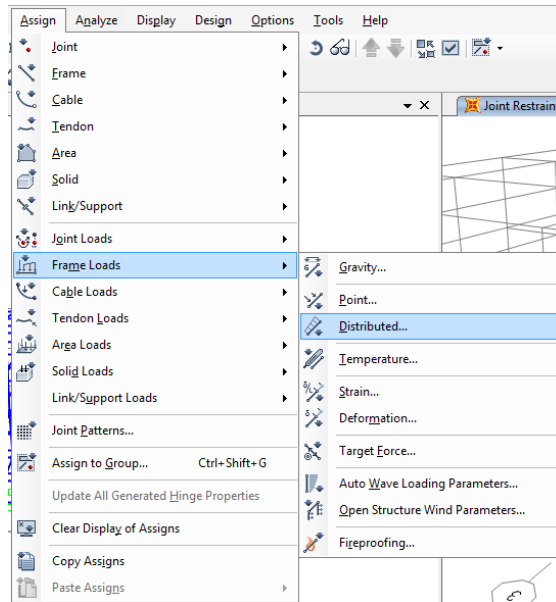 Assign Analyze Display Design Options Tools Help
Joint
Frame
Cable
Tendon
Area
Solid
Link/Support
Joint Loads
Frame Loads
Cable Loads
Tendon Loads
Area Loads
Solid Loads
Link/Support Loads
Joint Patterns...
Assign to Group... Ctrl+Shift+G
Update All Generated Hinge Properties
Clear Display of Assigns
Copy Assigns
Paste Assigns
Joint Restrain
Gravity...
Point...
Distributed...
Temperature...
Strain...
Deformation...
Target Force...
Auto Wave Loading Parameters...
Open Structure Wind Parameters...
Fireproofing...